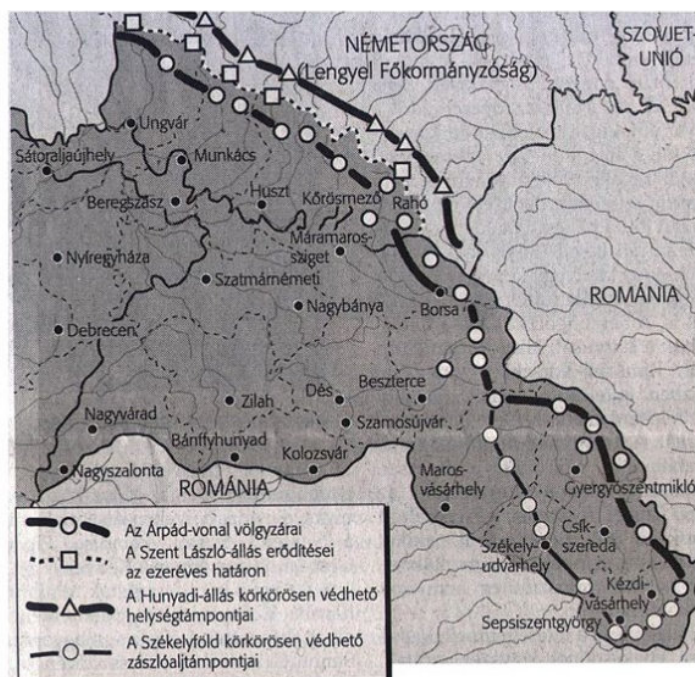 NÉMETORSZÁG
(Lengyel Főkormányzóság)
SZOVJET-
UNIÓ
Ungvár
Sátoraljaújhely
Munkács
Beregszász
Huszt
Kőrösmező
Rahó
Nyíregyháza
Máramaros-
sziget
Szatmárnémeti
Nagybánya
Borsa
ROMÁNIA
Debrecen
Zilah
Dés
Beszterce
Nagyvárad
Szamosújvár
Bánffyhunyad
Kolozsvár
Nagyszalonta
ROMÁNIA
Maros-
vásárhely
Gyergyószentmikló
Csík-
szereda
Székely-
udvarhely
Kézdi-
vásárhely
Sepsiszentgyörgy
Az Árpád-vonal völgyzárai
A Szent László-állás erődítései
az ezeréves határon
A Hunyadi-állás körkörösen védhető
helységtámpontjai
A Székelyföld körkörösen védhető
zászlóaljtámpontjai